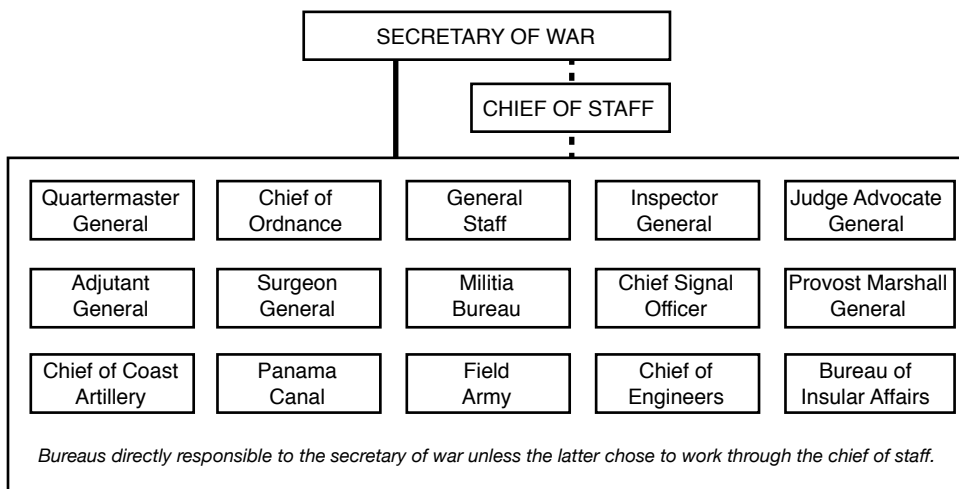 SECRETARY OF WAR
CHIEF OF STAFF
Quartermaster
General
Chief of
Ordnance
General
Staff
Inspector
General
Judge Advocate
General
Adjutant
General
Surgeon
General
Militia
Bureau
Chief Signal
Officer
Provost Marshall
General
Chief of Coast
Artillery
Panama
Canal
Field
Army
Chief of
Engineers
Bureau of
Insular Affairs
Bureaus directly responsible to the secretary of war unless the latter chose to work through the chief of staff.